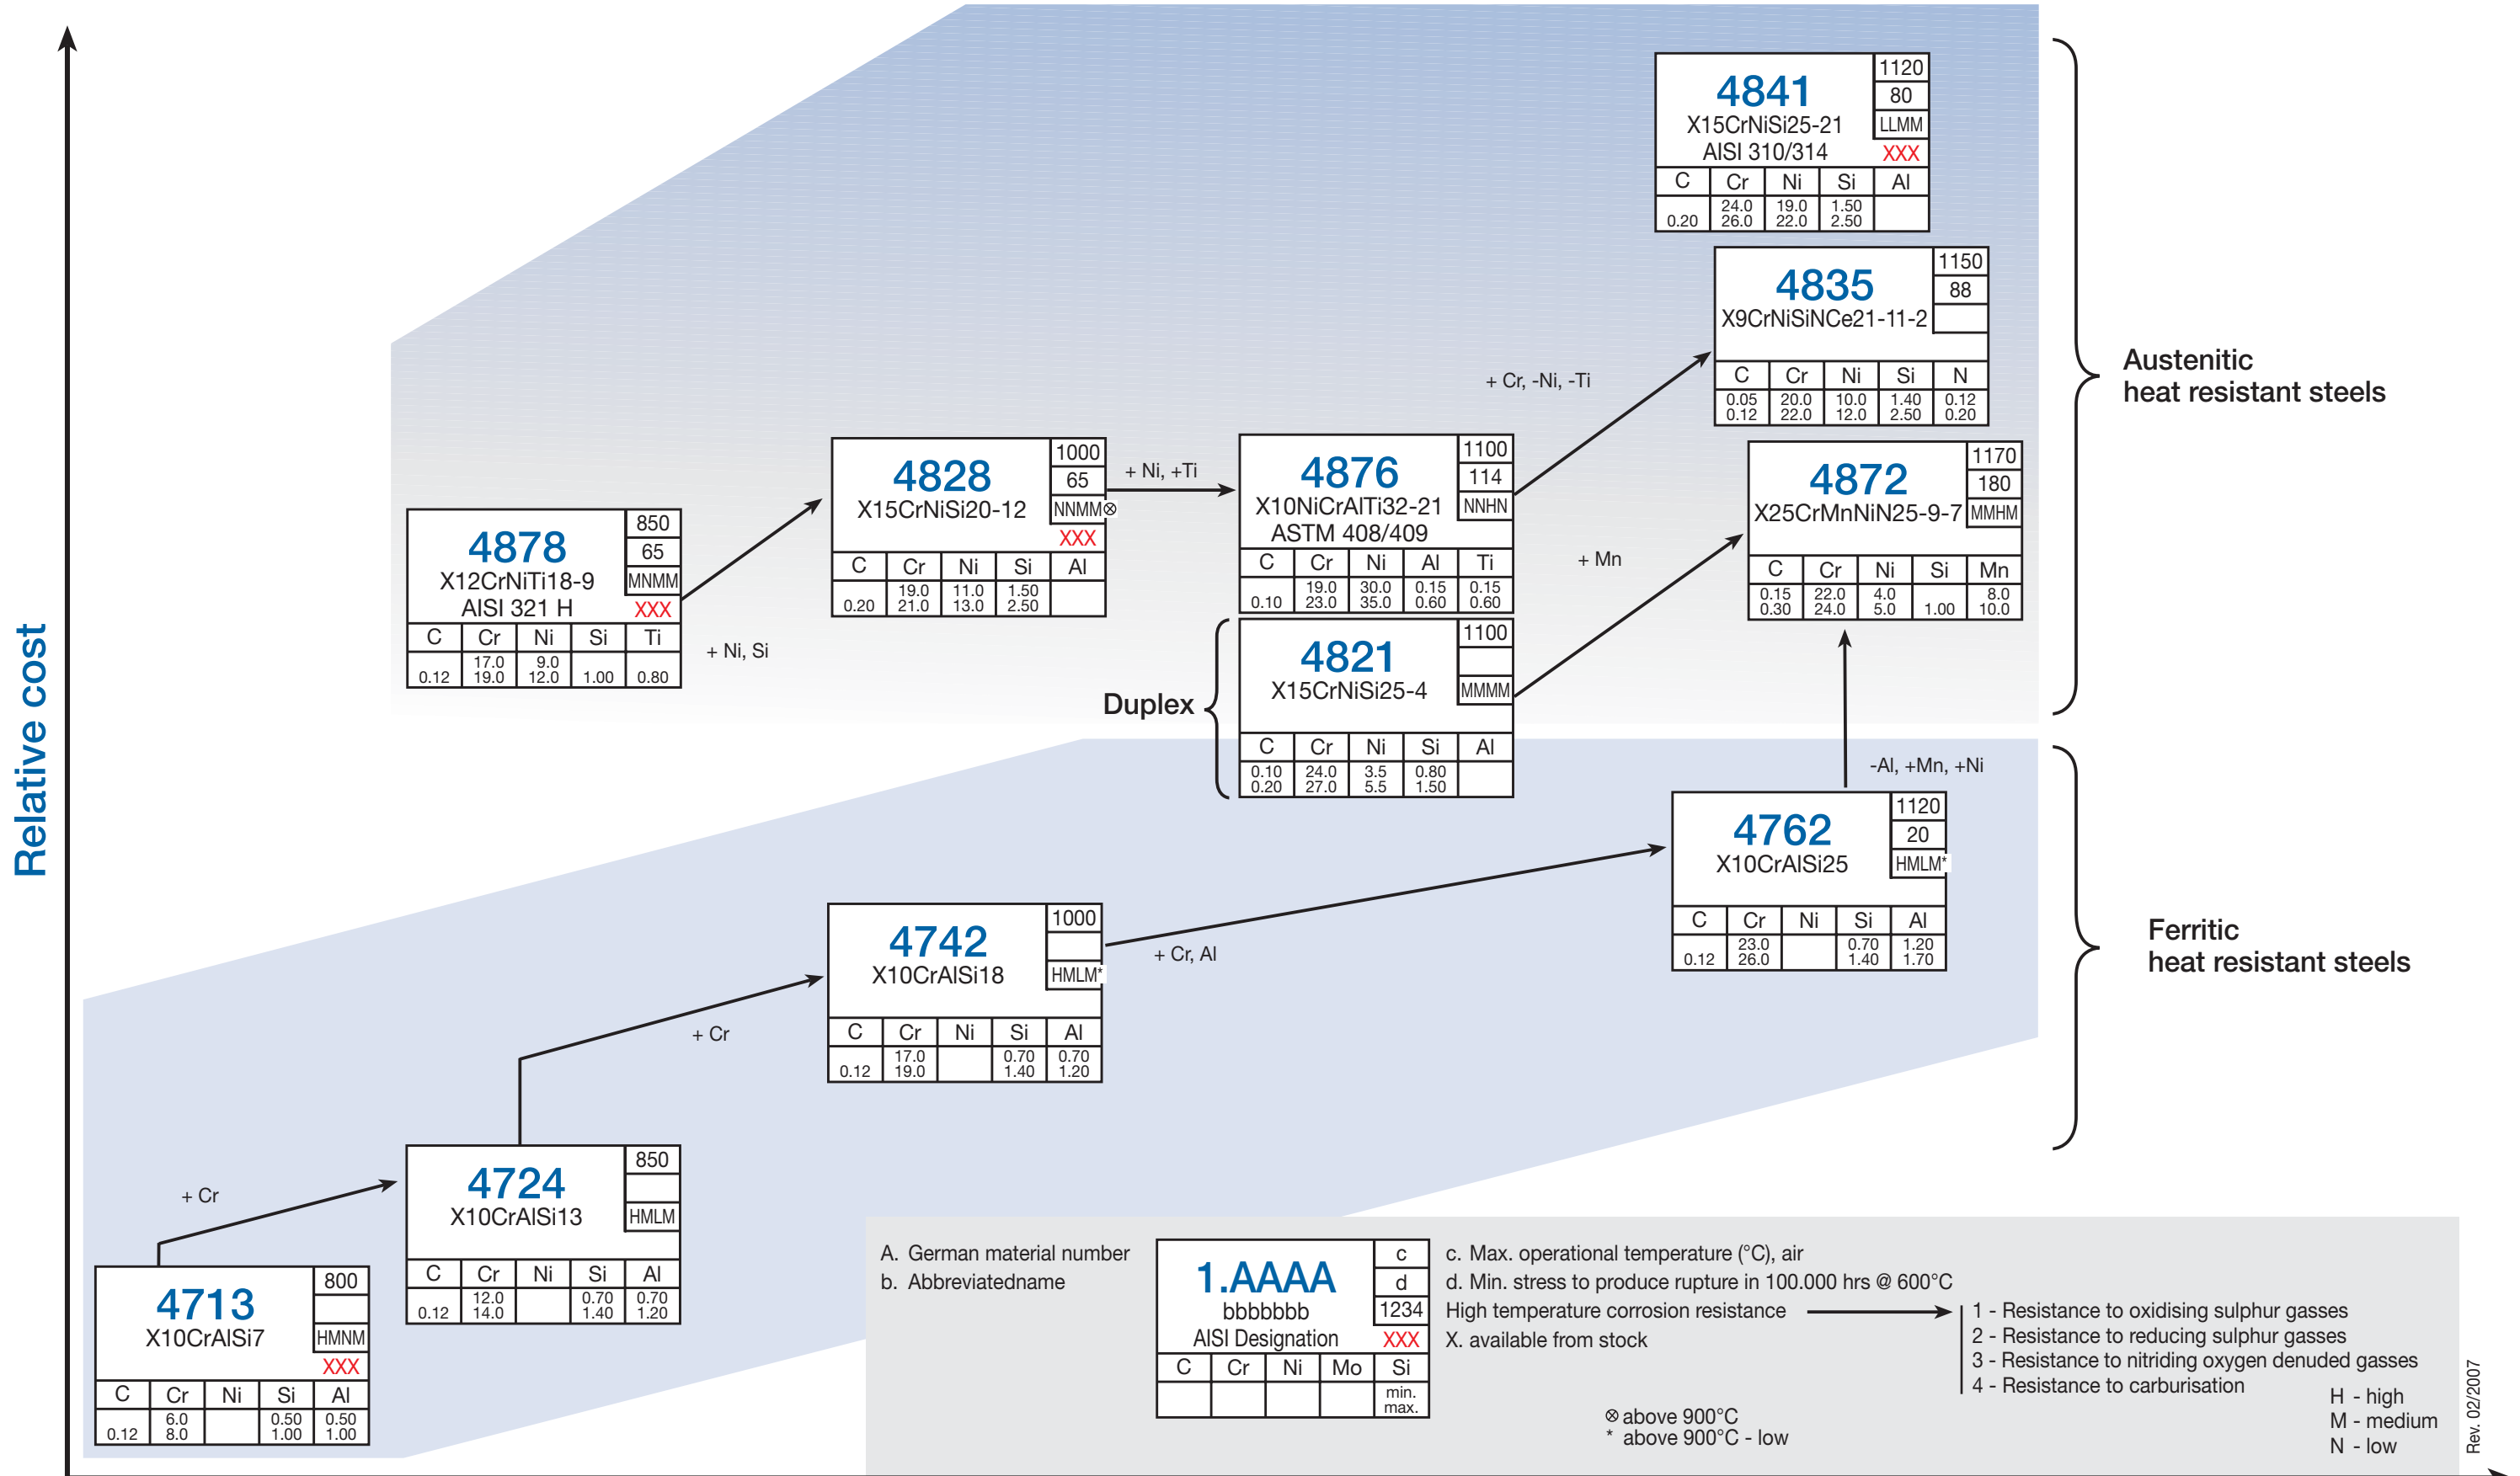 Relative cost
4841
X15CrNiSi25-21
AISI 310/314
1120
80
LLMM
XXX
C Cr Ni Si Al
24.0 19.0 1.50
0.20 26.0 22.0 2.50
4835
X9CrNiSiNCe21-11-2
1150
88
C Cr Ni Si N
0.05 20.0 10.0 1.40 0.12
0.12 22.0 12.0 2.50 0.20
Austenitic
heat resistant steels
+ Cr, -Ni, -Ti
4828
X15CrNiSi20-12
1000
65
NNMM⊗
XXX
C Cr Ni Si Al
19.0 11.0 1.50
0.20 21.0 13.0 2.50
+ Ni, +Ti
4876
X10NiCrAlTi32-21
ASTM 408/409
1100
114
NNHN
C Cr Ni Al Ti
19.0 30.0 0.15 0.15
0.10 23.0 35.0 0.60 0.60
4872
X25CrMnNiN25-9-7
1170
180
MMHM
C Cr Ni Si Mn
0.15 22.0 4.0 8.0
0.30 24.0 5.0 1.00 10.0
+ Mn
4878
X12CrNiTi18-9
AISI 321 H
850
65
MNMM
XXX
C Cr Ni Si Ti
17.0 9.0
0.12 19.0 12.0 1.00 0.80
+ Ni, Si
Duplex
4821
X15CrNiSi25-4
1100
MMMM
C Cr Ni Si Al
0.10 24.0 3.5 0.80
0.20 27.0 5.5 1.50
-Al, +Mn, +Ni
4762
X10CrAlSi25
1120
20
HMLM*
C Cr Ni Si Al
23.0 0.70 1.20
0.12 26.0 1.40 1.70
Ferritic
heat resistant steels
4742
X10CrAlSi18
1000
HMLM*
C Cr Ni Si Al
17.0 0.70 0.70
0.12 19.0 1.40 1.20
+ Cr, Al
+ Cr
4724
X10CrAlSi13
850
HMLM
C Cr Ni Si Al
12.0 0.70 0.70
0.12 14.0 1.40 1.20
+ Cr
4713
X10CrAlSi7
800
HMNM
XXX
C Cr Ni Si Al
6.0 0.50 0.50
0.12 8.0 1.00 1.00
A. German material number
b. Abbreviatedname
1.AAAA
bbbbbbb
AISI Designation
c
d
1234
XXX
C Cr Ni Mo Si
min.
max.
c. Max. operational temperature (°C), air
d. Min. stress to produce rupture in 100.000 hrs @ 600°C
High temperature corrosion resistance
X. available from stock
1 - Resistance to oxidising sulphur gasses
2 - Resistance to reducing sulphur gasses
3 - Resistance to nitriding oxygen denuded gasses
4 - Resistance to carburisation
⊗ above 900°C
* above 900°C - low
H - high
M - medium
N - low
Rev. 02/2007